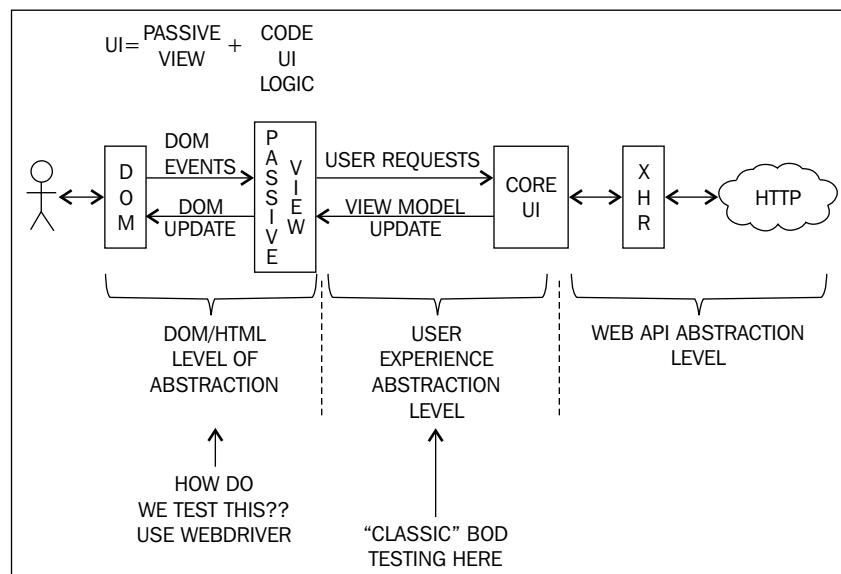 UI= PASSIVE VIEW + CODE UI LOGIC
DOM
DOM EVENTS
DOM UPDATE
PASSIVE VIEW
USER REQUESTS
VIEW MODEL UPDATE
CORE UI
XHR
HTTP
DOM/HTML
LEVEL OF
ABSTRACTION
USER
EXPERIENCE
ABSTRACTION
LEVEL
WEB API ABSTRACTION
LEVEL
HOW DO
WE TEST THIS??
USE WEBDRIVER
“CLASSIC” BOD
TESTING HERE